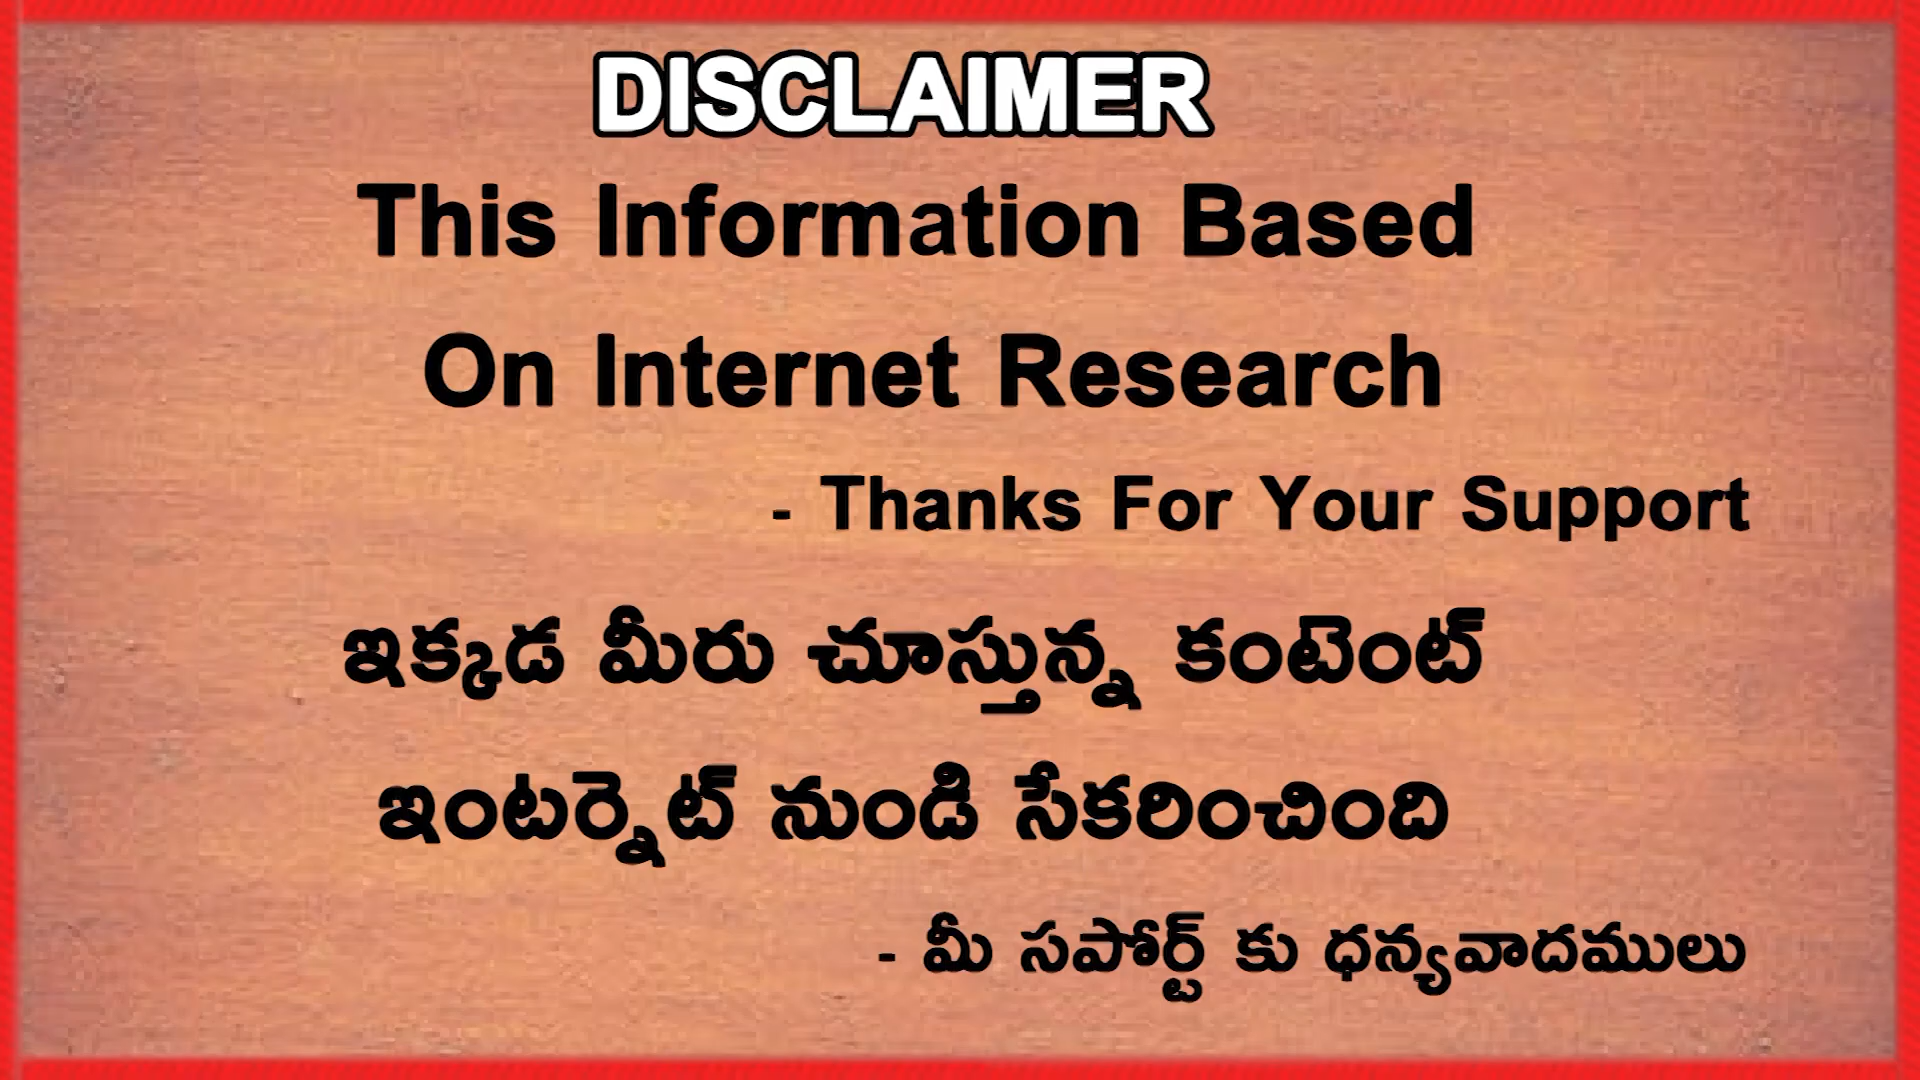 DISCLAIMER
This Information Based
On Internet Research
- Thanks For Your Support
ఇక్కడ మీరు చూస్తున్న కంటెంట్
ఇంటర్నెట్ నుండి సేకరించింది
- మీ సపోర్ట్ కు ధన్యవాదములు